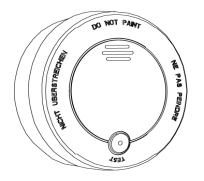 DO NOT PAINT
NE PAS PEINDRE
TEST
NICHT ÜBERSTREICHEN